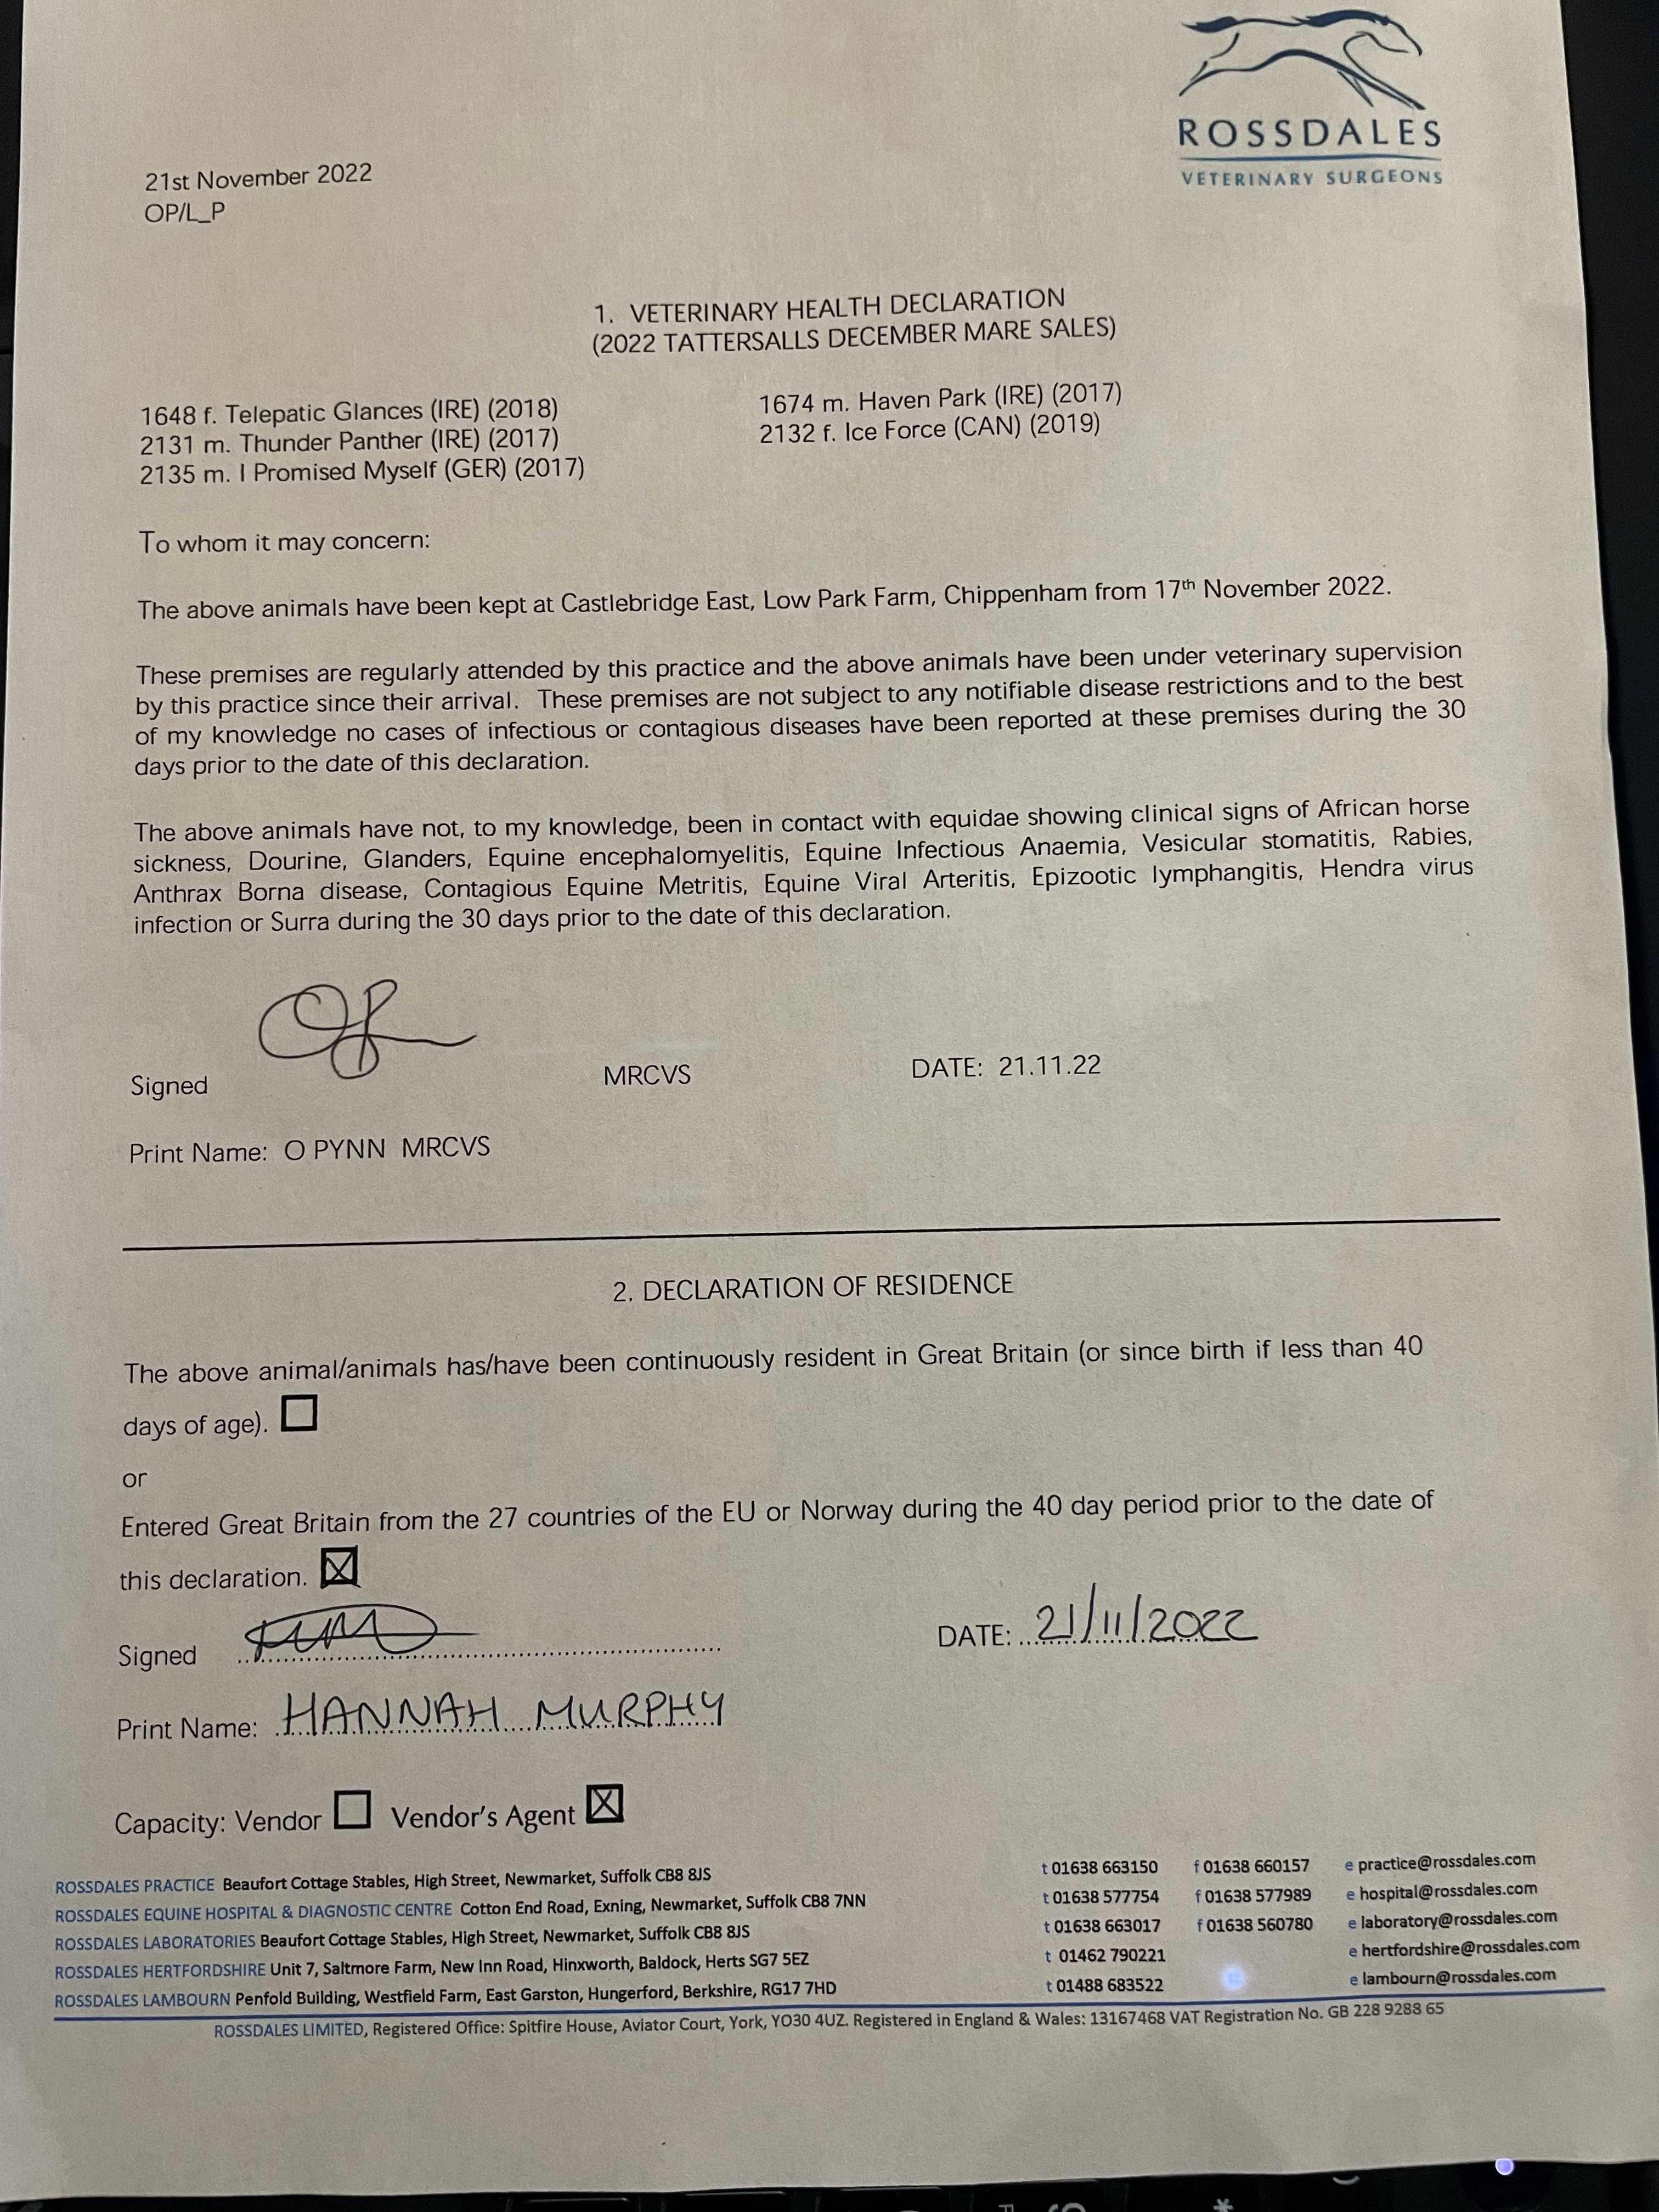 ROSSDALES
VETERINARY SURGEONS
21st November 2022
OP/L_P
1. VETERINARY HEALTH DECLARATION
(2022 TATTERSALLS DECEMBER MARE SALES)
1648 f. Telepatic Glances (IRE) (2018)
2131 m. Thunder Panther (IRE) (2017)
2135 m. I Promised Myself (GER) (2017)
1674 m. Haven Park (IRE) (2017)
2132 f. Ice Force (CAN) (2019)
To whom it may concern:
The above animals have been kept at Castlebridge East, Low Park Farm, Chippenham from 17th November 2022.
These premises are regularly attended by this practice and the above animals have been under veterinary supervision
by this practice since their arrival. These premises are not subject to any notifiable disease restrictions and to the best
of my knowledge no cases of infectious or contagious diseases have been reported at these premises during the 30
days prior to the date of this declaration.
The above animals have not, to my knowledge, been in contact with equidae showing clinical signs of African horse
sickness, Dourine, Glanders, Equine encephalomyelitis, Equine Infectious Anaemia, Vesicular stomatitis, Rabies,
Anthrax Borna disease, Contagious Equine Metritis, Equine Viral Arteritis, Epizootic lymphangitis, Hendra virus
infection or Surra during the 30 days prior to the date of this declaration.
Signed MRCVS DATE: 21.11.22
Print Name: O PYNN MRCVS
2. DECLARATION OF RESIDENCE
The above animal/animals has/have been continuously resident in Great Britain (or since birth if less than 40
days of age).
or
Entered Great Britain from the 27 countries of the EU or Norway during the 40 day period prior to the date of
this declaration.
Signed DATE: 21/11/2022
Print Name: HANNAH MURPHY
Capacity: Vendor Vendor's Agent
ROSSDALES PRACTICE Beaufort Cottage Stables, High Street, Newmarket, Suffolk CB8 8JS t 01638 663150 f 01638 660157 e practice@rossdales.com
ROSSDALES EQUINE HOSPITAL & DIAGNOSTIC CENTRE Cotton End Road, Exning, Newmarket, Suffolk CB8 7NN t 01638 577754 f 01638 577989 e hospital@rossdales.com
ROSSDALES LABORATORIES Beaufort Cottage Stables, High Street, Newmarket, Suffolk CB8 8JS t 01638 663017 f 01638 560780 e laboratory@rossdales.com
ROSSDALES HERTFORDSHIRE Unit 7, Saltmore Farm, New Inn Road, Hinxworth, Baldock, Herts SG7 5EZ t 01462 790221 e hertfordshire@rossdales.com
ROSSDALES LAMBOURN Penfold Building, Westfield Farm, East Garston, Hungerford, Berkshire, RG17 7HD t 01488 683522 e lambourn@rossdales.com
ROSSDALES LIMITED, Registered Office: Spitfire House, Aviator Court, York, YO30 4UZ. Registered in England & Wales: 13167468 VAT Registration No. GB 228 9288 65